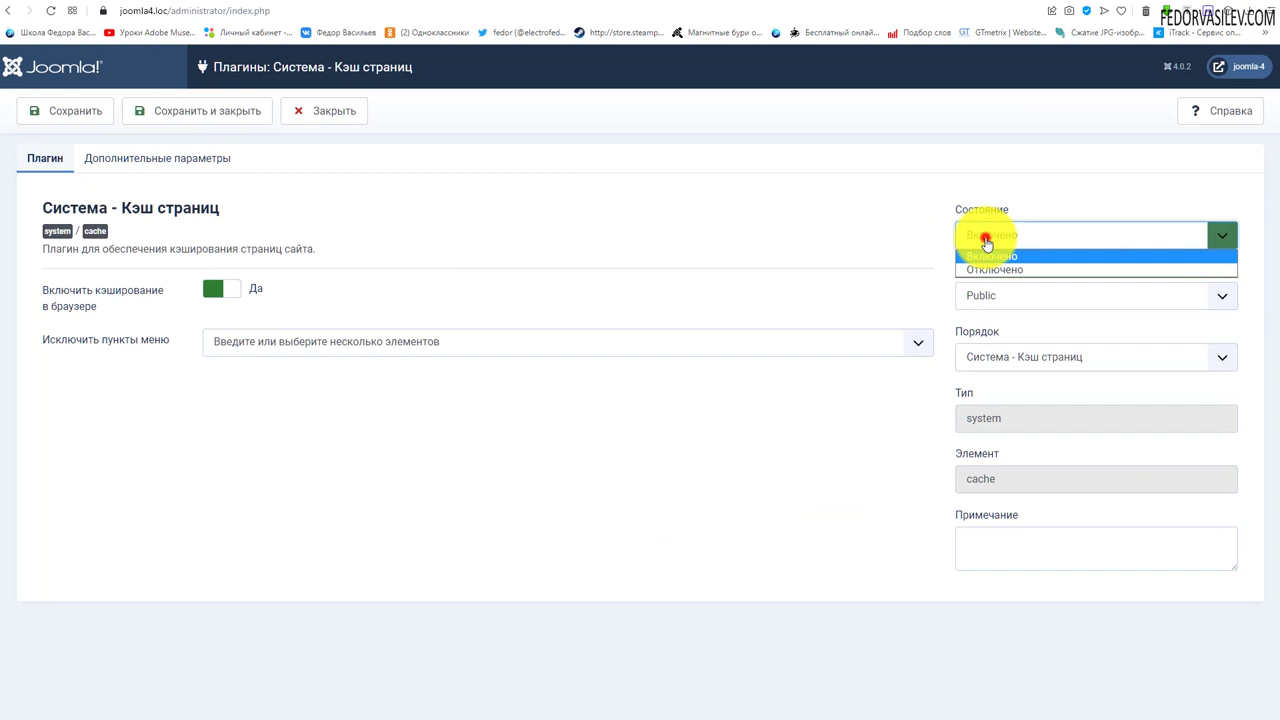 joomla4.loc/administrator/index.php
FEDORVASILEV.COM
Школа Федора Вас...
Уроки Adobe Muse...
Личный кабинет -...
Федор Васильев
(2) Одноклассники
fedor (@electrofed...
http://store.steamp...
Магнитные бури о...
Бесплатный онлай...
Подбор слов
GTmetrix | Website...
Сжатие JPG-изобр...
iTrack - Сервис оп...
Joomla!
Плагины: Система - Кэш страниц
4.0.2
joomla-4
Сохранить
Сохранить и закрыть
Закрыть
? Справка
Плагин
Дополнительные параметры
Система - Кэш страниц
system / cache
Плагин для обеспечения кэширования страниц сайта.
Включить кэширование
в браузере
Да
Исключить пункты меню
Введите или выберите несколько элементов
Состояние
Включено
Включено
Отключено
Public
Порядок
Система - Кэш страниц
Тип
system
Элемент
cache
Примечание